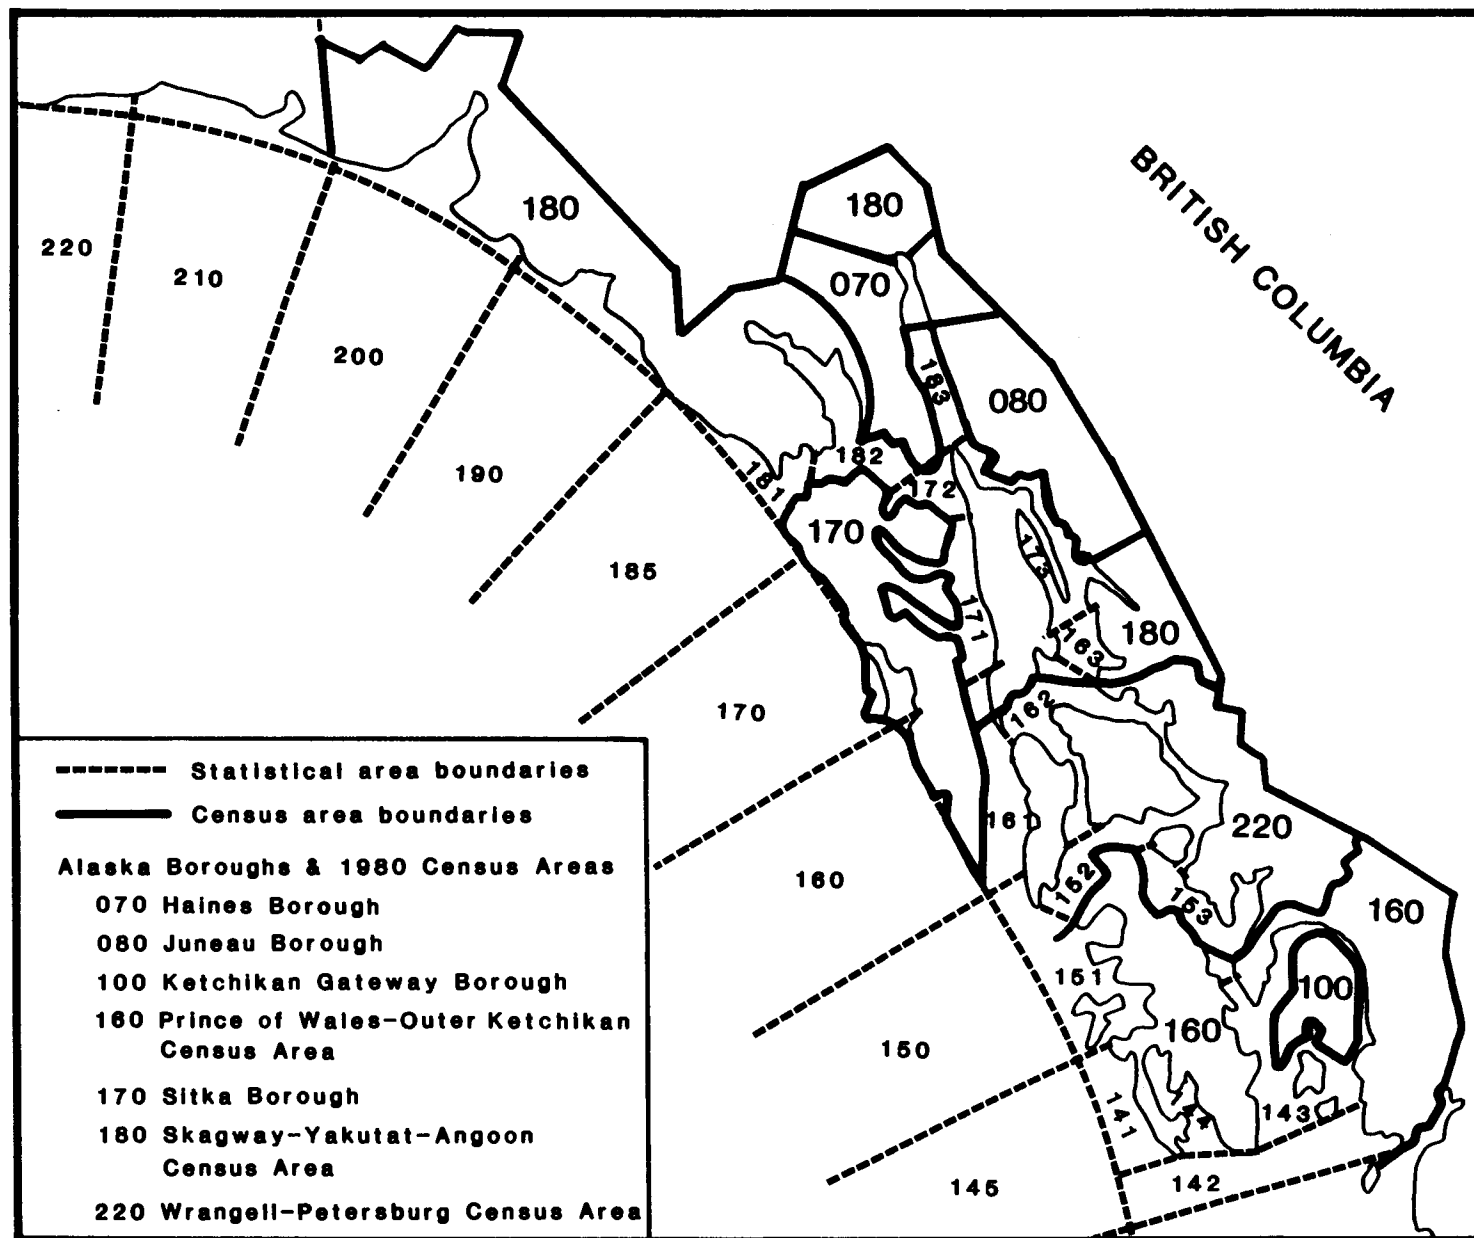 BRITISH COLUMBIA
180
180
220
210
070
200
183
080
190
181
182
172
170
173
185
171
180
163
170
162
161
220
160
152
153
160
151
100
150
160
141
144
143
145
142
Statistical area boundaries
Census area boundaries
Alaska Boroughs & 1980 Census Areas
070 Haines Borough
080 Juneau Borough
100 Ketchikan Gateway Borough
160 Prince of Wales-Outer Ketchikan
Census Area
170 Sitka Borough
180 Skagway-Yakutat-Angoon
Census Area
220 Wrangell-Petersburg Census Area